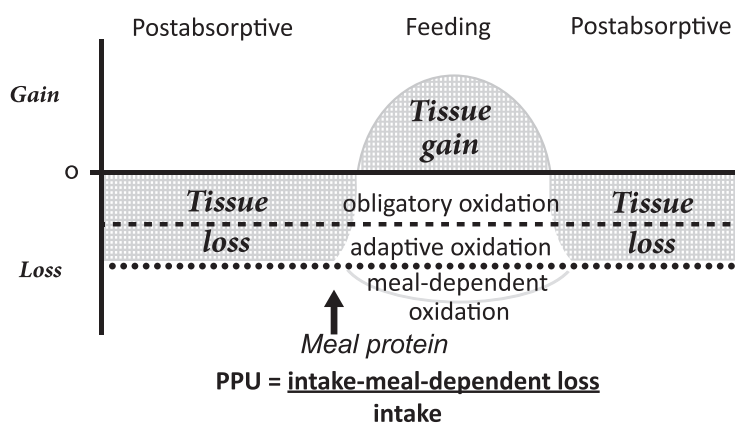 Postabsorptive Feeding Postabsorptive
Gain
Tissue
gain
O
Tissue obligatory oxidation Tissue
loss adaptive oxidation loss
Loss
meal-dependent
oxidation
Meal protein
PPU = intake-meal-dependent loss
intake